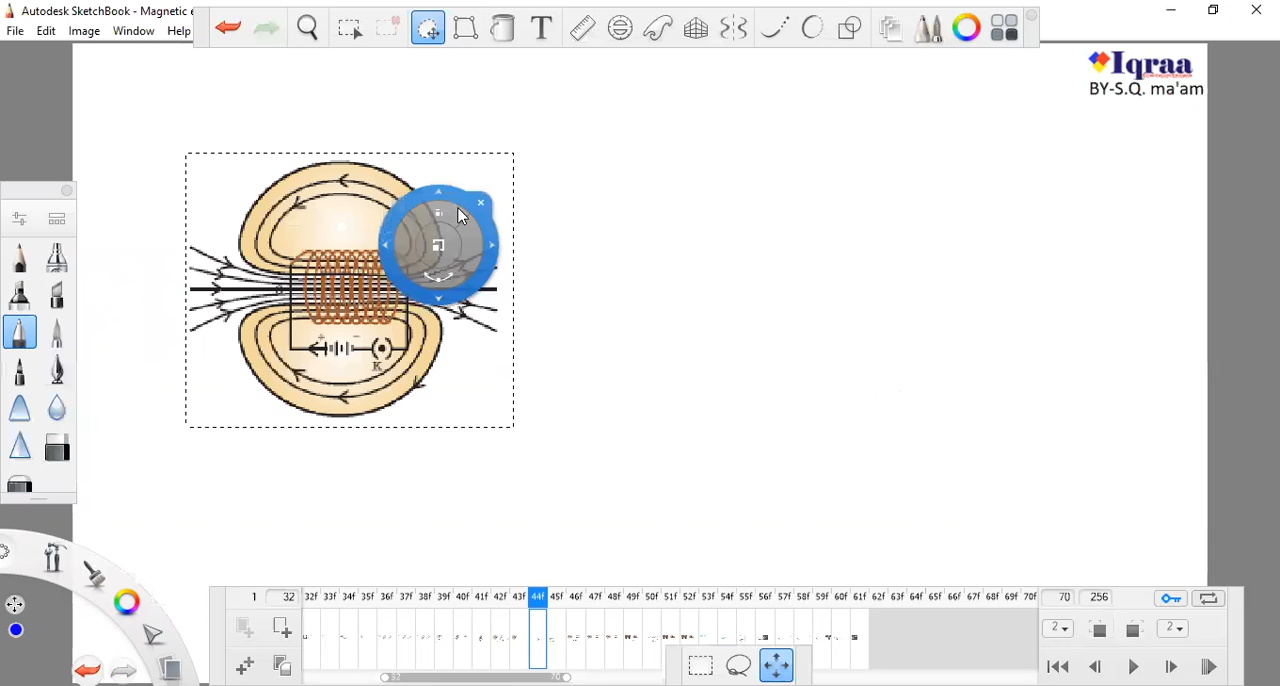 Autodesk SketchBook - Magnetic e
File Edit Image Window Help
Iqraa
BY-S.Q. ma'am
K
1 32 32f 33f 34f 35f 36f 37f 38f 39f 40f 41f 42f 43f 44f 45f 46f 47f 48f 49f 50f 51f 52f 53f 54f 55f 56f 57f 58f 59f 60f 61f 62f 63f 64f 65f 66f 67f 68f 69f 70f 70 256
2 2
32 70